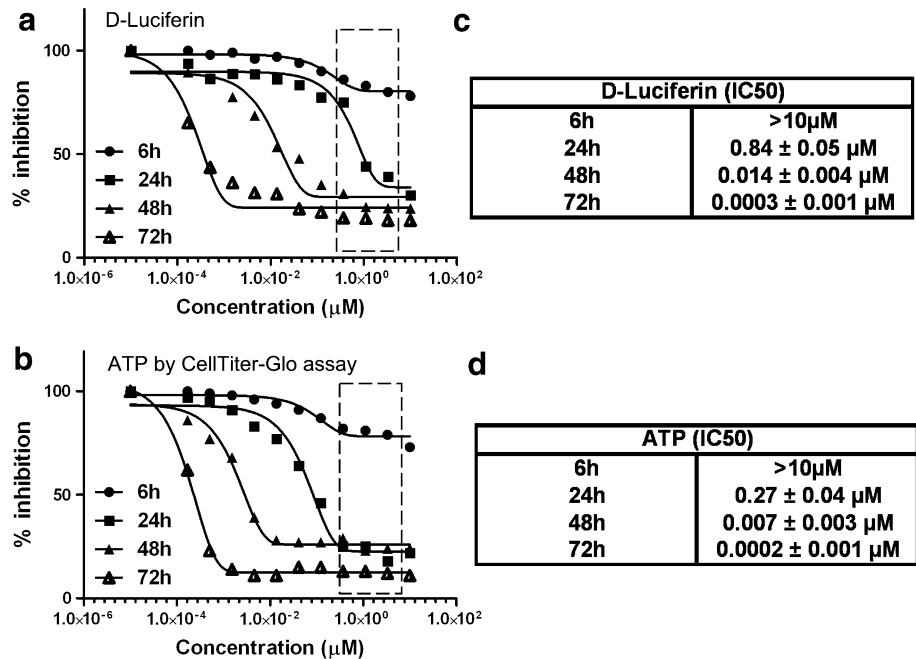 a
D-Luciferin
100
50
0
% inhibition
6h
24h
48h
72h
1.0×10⁻⁶ 1.0×10⁻⁴ 1.0×10⁻² 1.0×10⁰ 1.0×10²
Concentration (µM)
c
D-Luciferin (IC50)
6h >10µM
24h 0.84 ± 0.05 µM
48h 0.014 ± 0.004 µM
72h 0.0003 ± 0.001 µM
b
ATP by CellTiter-Glo assay
100
50
0
% inhibition
6h
24h
48h
72h
1.0×10⁻⁶ 1.0×10⁻⁴ 1.0×10⁻² 1.0×10⁰ 1.0×10²
Concentration (µM)
d
ATP (IC50)
6h >10µM
24h 0.27 ± 0.04 µM
48h 0.007 ± 0.003 µM
72h 0.0002 ± 0.001 µM